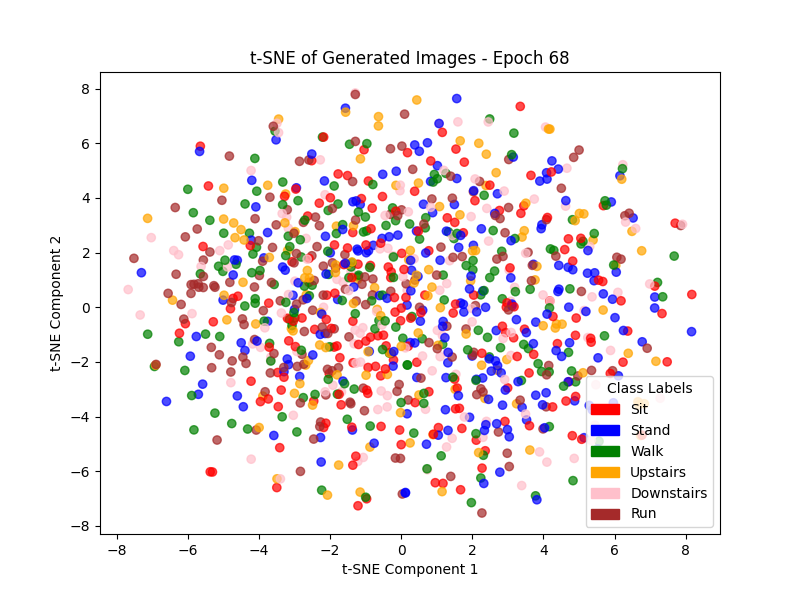 t-SNE of Generated Images - Epoch 68
8
6
4
2
0
−2
−4
−6
−8
t-SNE Component 2
−8 −6 −4 −2 0 2 4 6 8
t-SNE Component 1
Class Labels
Sit
Stand
Walk
Upstairs
Downstairs
Run